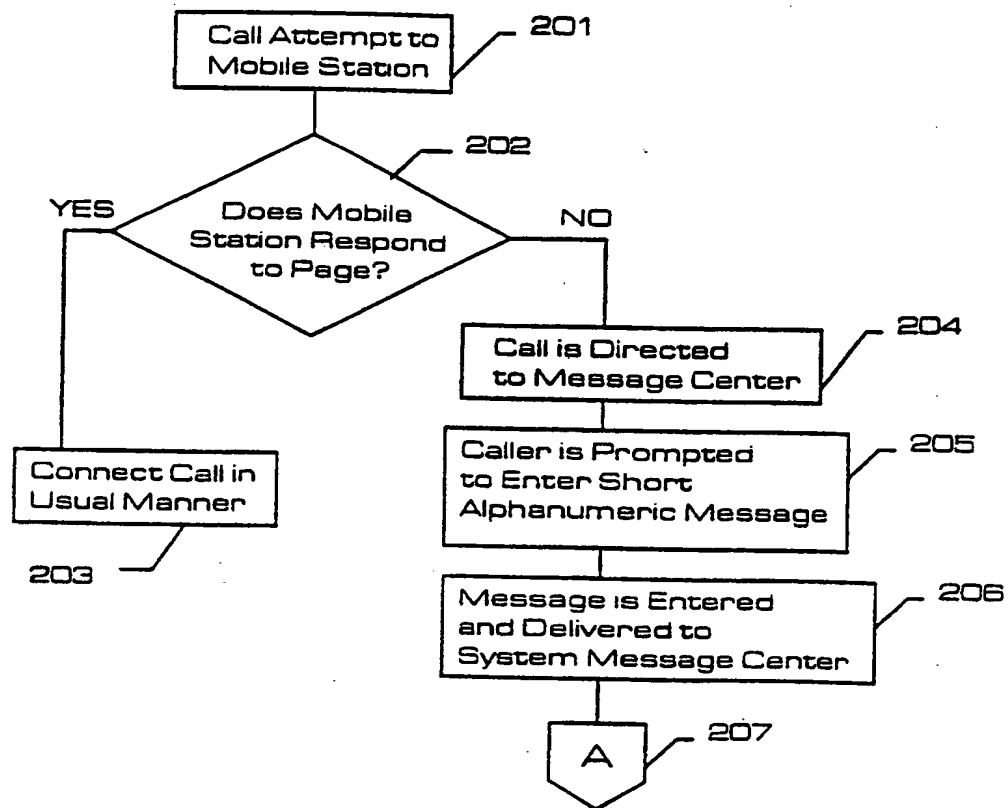 Call Attempt to
Mobile Station
201
202
YES
Does Mobile
Station Respond
to Page?
NO
204
Call is Directed
to Message Center
205
Caller is Prompted
to Enter Short
Alphanumeric Message
Connect Call in
Usual Manner
203
206
Message is Entered
and Delivered to
System Message Center
A
207